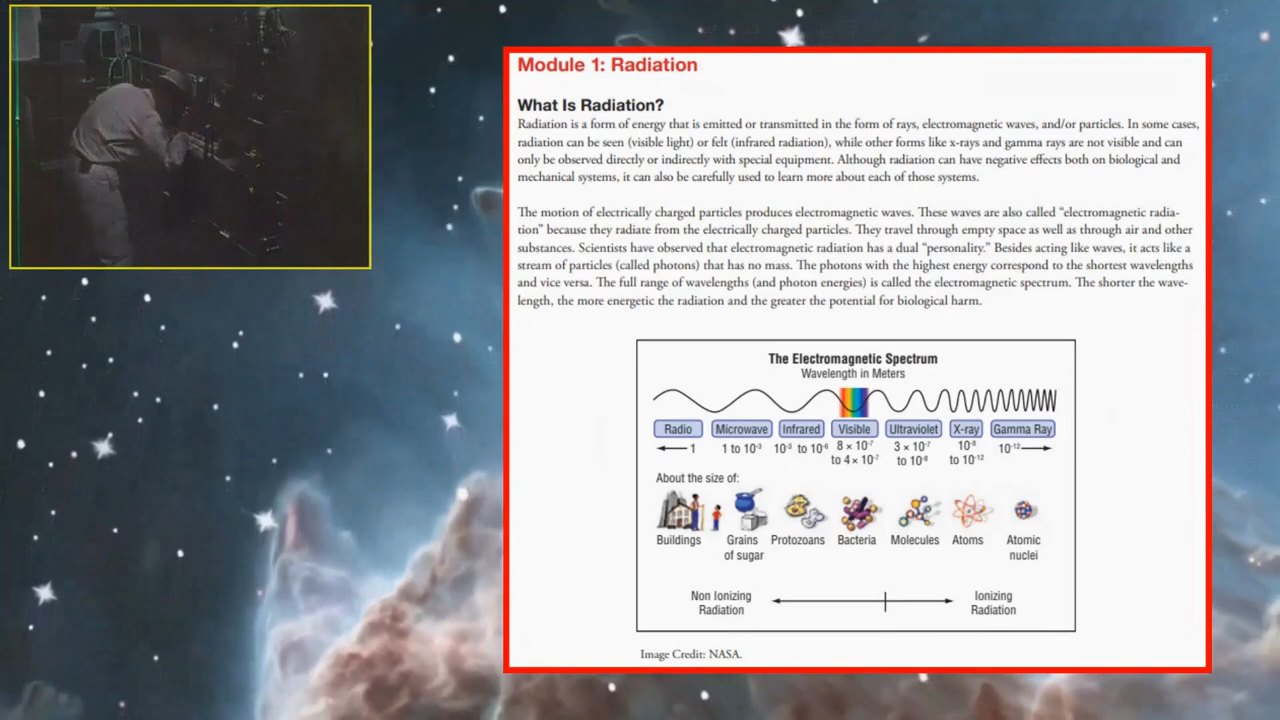 Module 1: Radiation
What Is Radiation?
Radiation is a form of energy that is emitted or transmitted in the form of rays, electromagnetic waves, and/or particles. In some cases,
radiation can be seen (visible light) or felt (infrared radiation), while other forms like x-rays and gamma rays are not visible and can
only be observed directly or indirectly with special equipment. Although radiation can have negative effects both on biological and
mechanical systems, it can also be carefully used to learn more about each of those systems.
The motion of electrically charged particles produces electromagnetic waves. These waves are also called “electromagnetic radia-
tion” because they radiate from the electrically charged particles. They travel through empty space as well as through air and other
substances. Scientists have observed that electromagnetic radiation has a dual “personality.” Besides acting like waves, it acts like a
stream of particles (called photons) that has no mass. The photons with the highest energy correspond to the shortest wavelengths
and vice versa. The full range of wavelengths (and photon energies) is called the electromagnetic spectrum. The shorter the wave-
length, the more energetic the radiation and the greater the potential for biological harm.
The Electromagnetic Spectrum
Wavelength in Meters
Radio Microwave Infrared Visible Ultraviolet X-ray Gamma Ray
1 1 to 10⁻³ 10⁻³ to 10⁻⁶ 8 × 10⁻⁷ 3 × 10⁻⁷ 10⁻⁸ 10⁻¹²
to 4 × 10⁻⁷ to 10⁻⁸ to 10⁻¹²
About the size of:
Buildings Grains Protozoans Bacteria Molecules Atoms Atomic
of sugar nuclei
Non Ionizing Ionizing
Radiation Radiation
Image Credit: NASA.